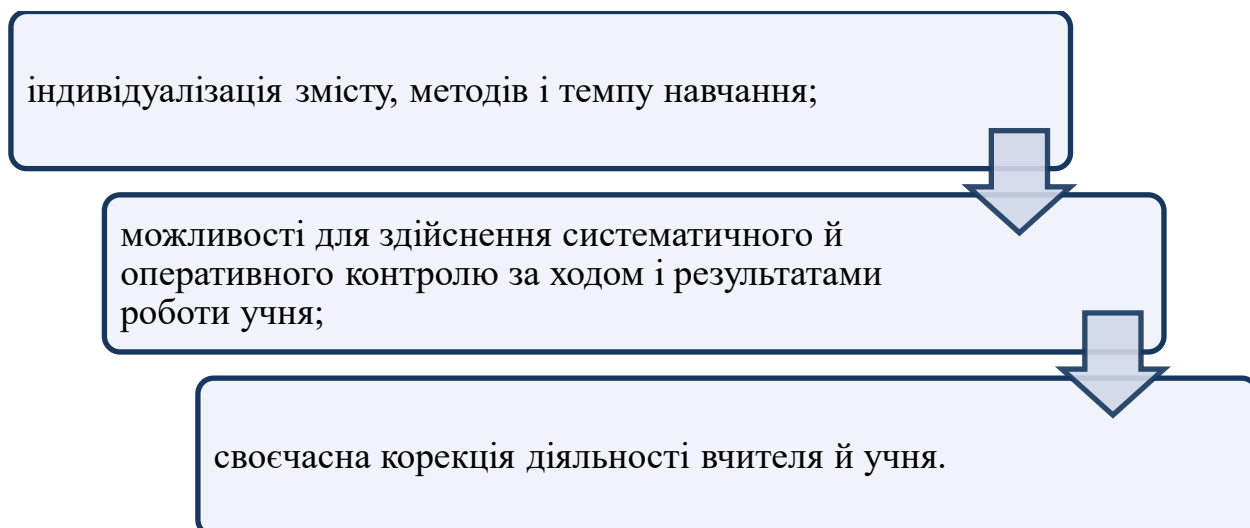 індивідуалізація змісту, методів і темпу навчання;
можливості для здійснення систематичного й
оперативного контролю за ходом і результатами
роботи учня;
своєчасна корекція діяльності вчителя й учня.